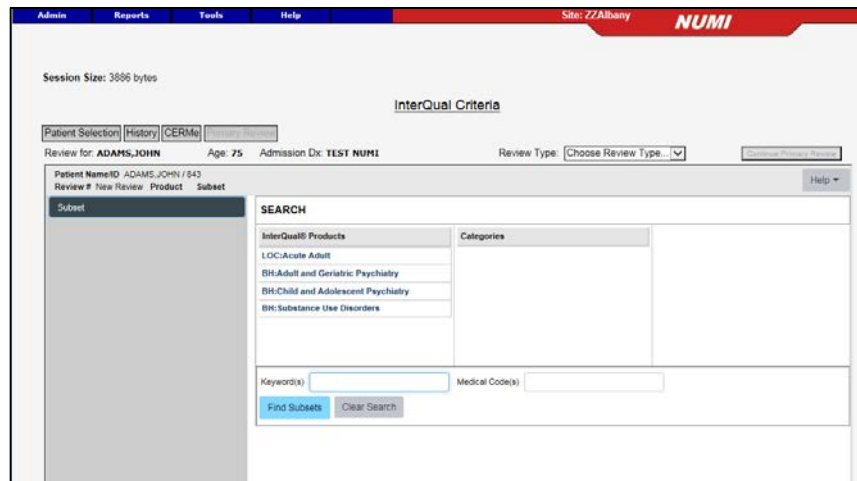 Admin Reports Tools Help Site: ZZAlbany NUMI
Session Size: 3886 bytes
InterQual Criteria
Patient Selection History CERMe Primary Review
Review for: ADAMS,JOHN Age: 75 Admission Dx: TEST NUMI Review Type: Choose Review Type... Continue Primary Review
Patient Name/ID ADAMS,JOHN / 843 Help
Review # New Review Product Subset
Subset
SEARCH
InterQual® Products Categories
LOC:Acute Adult
BH:Adult and Geriatric Psychiatry
BH:Child and Adolescent Psychiatry
BH:Substance Use Disorders
Keyword(s) Medical Code(s)
Find Subsets Clear Search